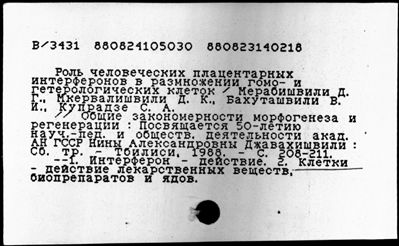 В/3431 880824105030 880823140218
Роль человеческих плацентарных
интерферонов в размножении гомо- и
гетерологических клеток / Мерабишвили Д.
Г., Мжервалишвили Д. К., Бахуташвили В.
И., Купрадзе С. А.
// Общие закономерности морфогенеза и
регенерации : Посвящается 50-летию
науч.-пед. и обществ. деятельности акад.
АН ГССР Нины Александровны Джавахишвили :
Сб. тр. - Тбилиси, 1988. - С. 208-211.
--1. Интерферон - действие. 2. Клетки
- действие лекарственных веществ,
биопрепаратов и ядов.